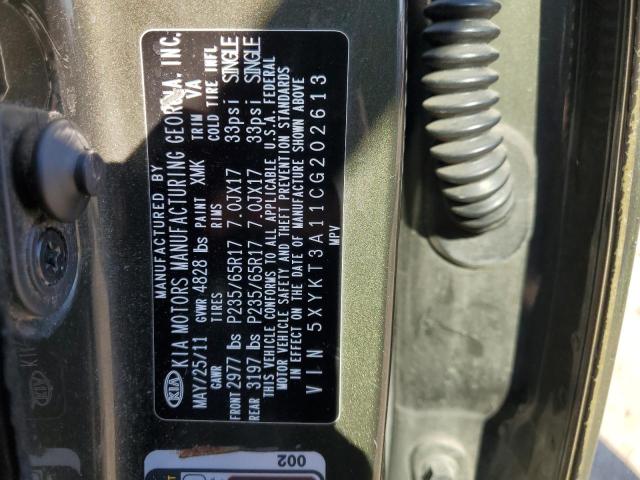 MANUFACTURED BY
KIA KIA MOTORS MANUFACTURING GEORGIA, INC.
MAY/25/11 GVWR 4828 lbs PAINT XMK TRIM VA
GAWR TIRES RIMS COLD TIRE INFL
FRONT 2977 lbs P235/65R17 7.0JX17 33psi SINGLE
REAR 3197 lbs P235/65R17 7.0JX17 33psi SINGLE
THIS VEHICLE CONFORMS TO ALL APPLICABLE U.S.A. FEDERAL
MOTOR VEHICLE SAFETY AND THEFT PREVENTION STANDARDS
IN EFFECT ON THE DATE OF MANUFACTURE SHOWN ABOVE
VIN 5XYKT3A11CG202613
MPV
002